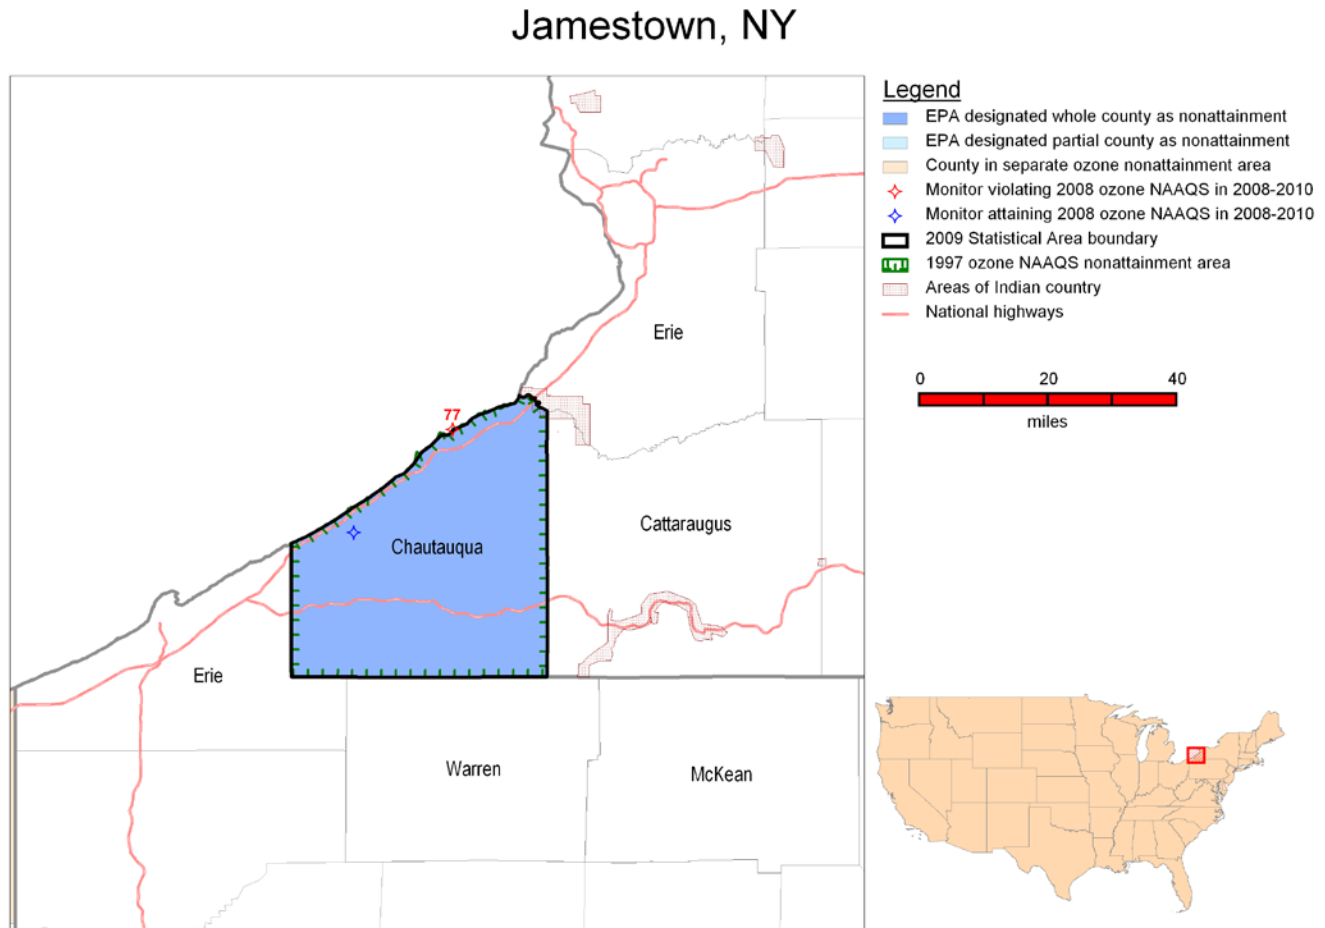 Jamestown, NY
Legend
EPA designated whole county as nonattainment
EPA designated partial county as nonattainment
County in separate ozone nonattainment area
Monitor violating 2008 ozone NAAQS in 2008-2010
Monitor attaining 2008 ozone NAAQS in 2008-2010
2009 Statistical Area boundary
1997 ozone NAAQS nonattainment area
Areas of Indian country
National highways
0 20 40
miles
Erie
77
Cattaraugus
Chautauqua
Erie
Warren
McKean